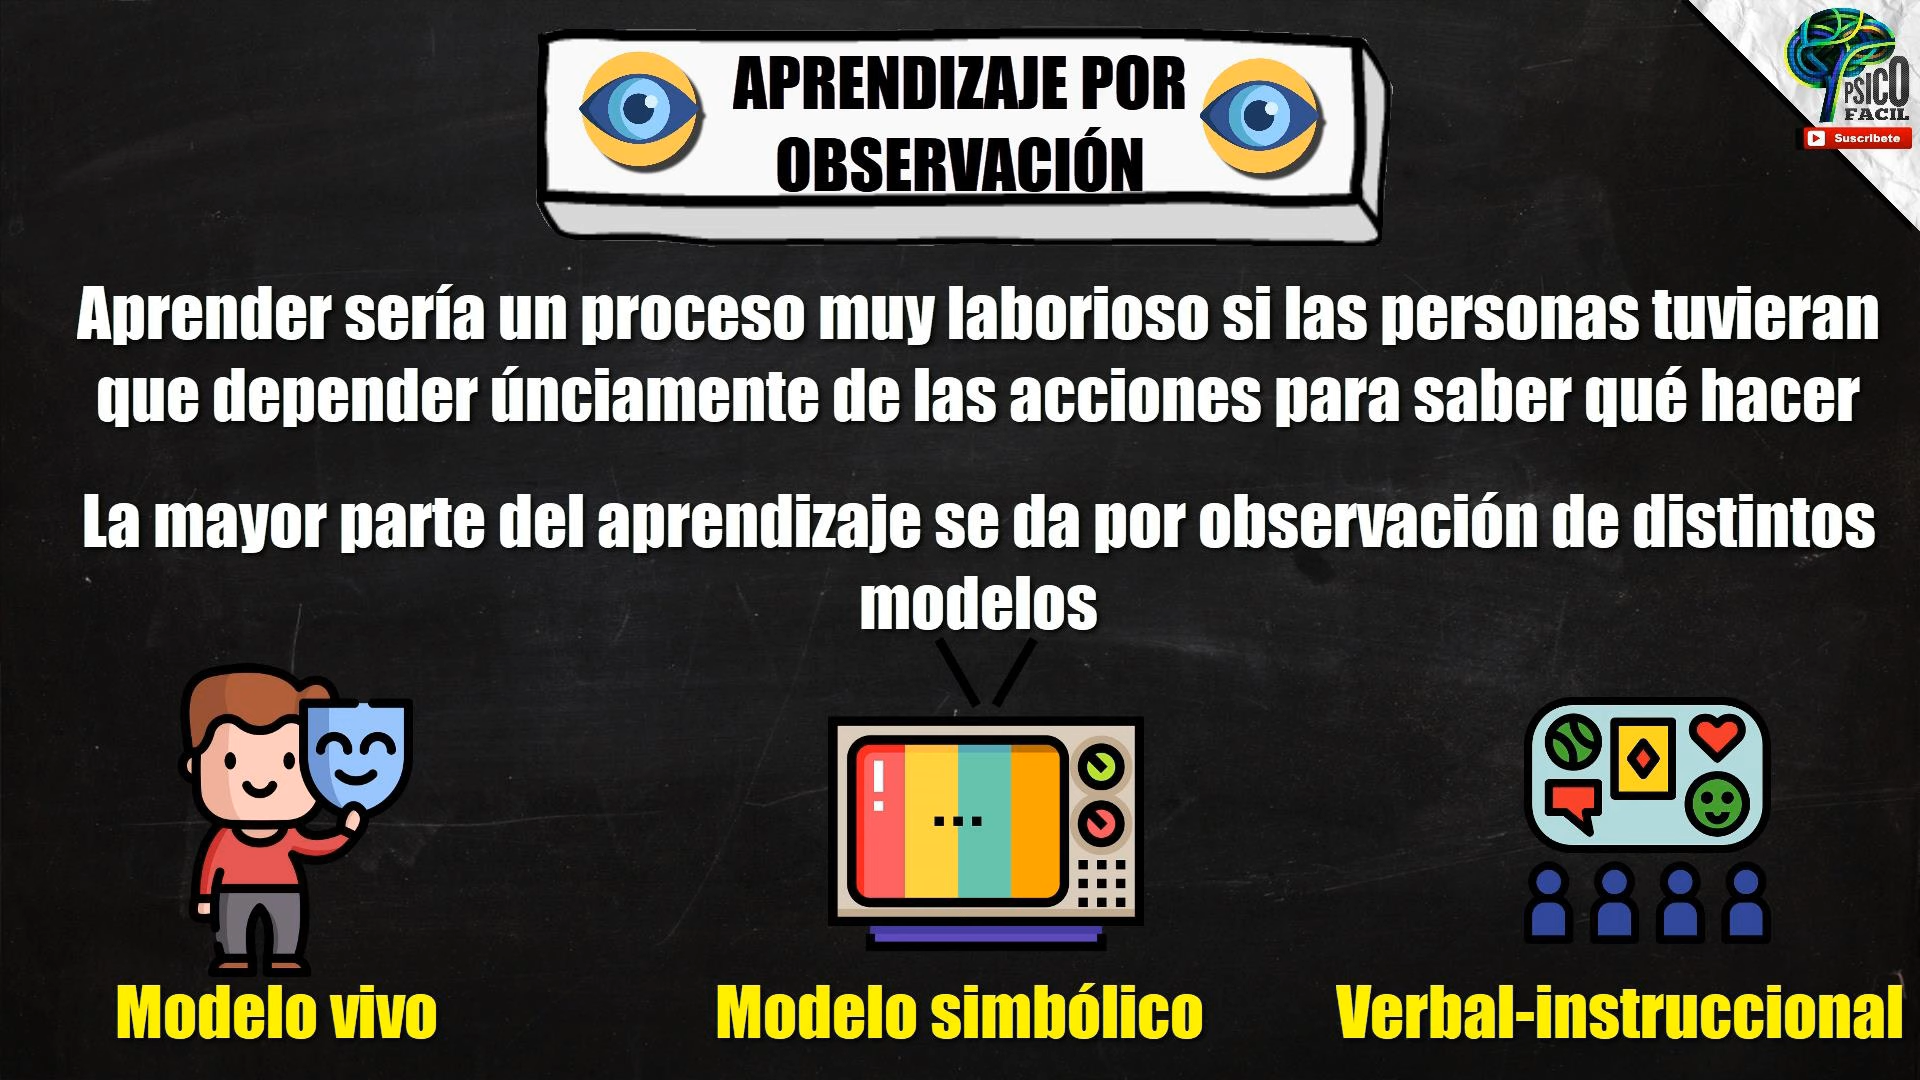 APRENDIZAJE POR
OBSERVACIÓN
PSICO
FACIL
Suscribete
Aprender sería un proceso muy laborioso si las personas tuvieran
que depender únciamente de las acciones para saber qué hacer
La mayor parte del aprendizaje se da por observación de distintos
modelos
Modelo vivo
Modelo simbólico
Verbal-instruccional